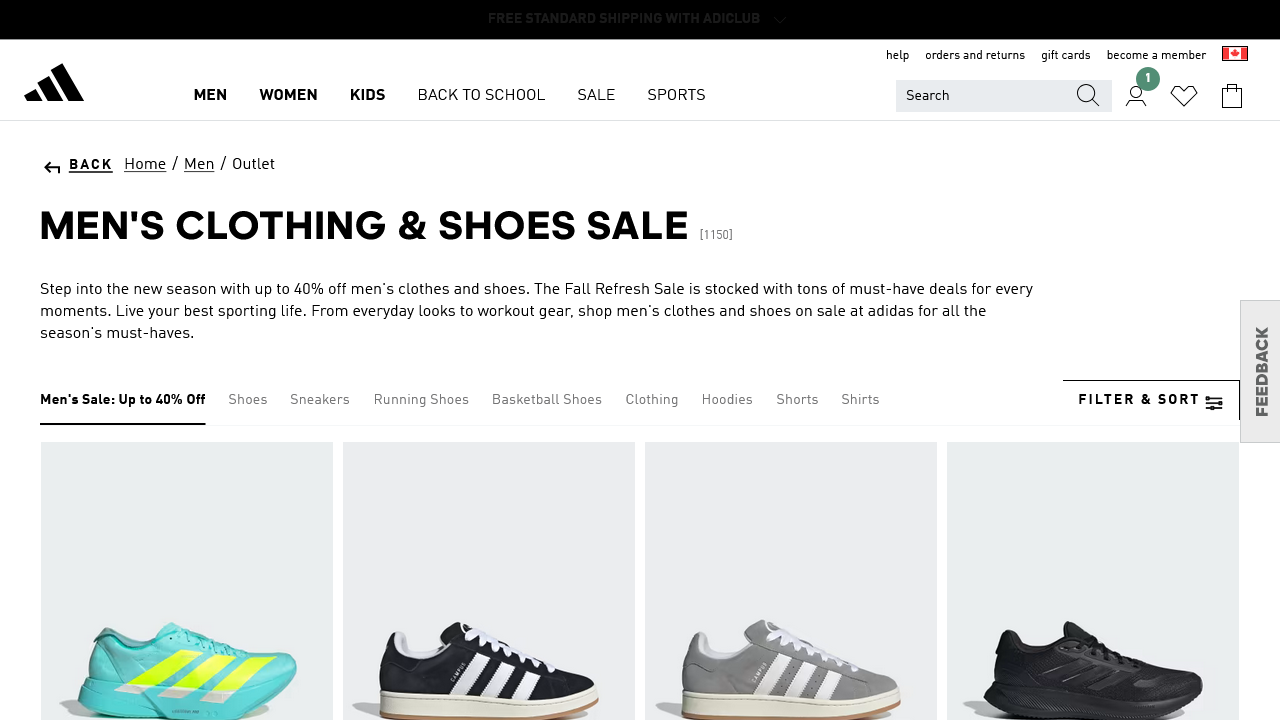 FREE STANDARD SHIPPING WITH ADICLUB
help orders and returns gift cards become a member
1
MEN WOMEN KIDS BACK TO SCHOOL SALE SPORTS Search
BACK Home / Men / Outlet
MEN'S CLOTHING & SHOES SALE [1150]
Step into the new season with up to 40% off men's clothes and shoes. The Fall Refresh Sale is stocked with tons of must-have deals for every
moments. Live your best sporting life. From everyday looks to workout gear, shop men's clothes and shoes on sale at adidas for all the
season's must-haves.
FEEDBACK
Men's Sale: Up to 40% Off Shoes Sneakers Running Shoes Basketball Shoes Clothing Hoodies Shorts Shirts FILTER & SORT
CAMPUS
CAMPUS